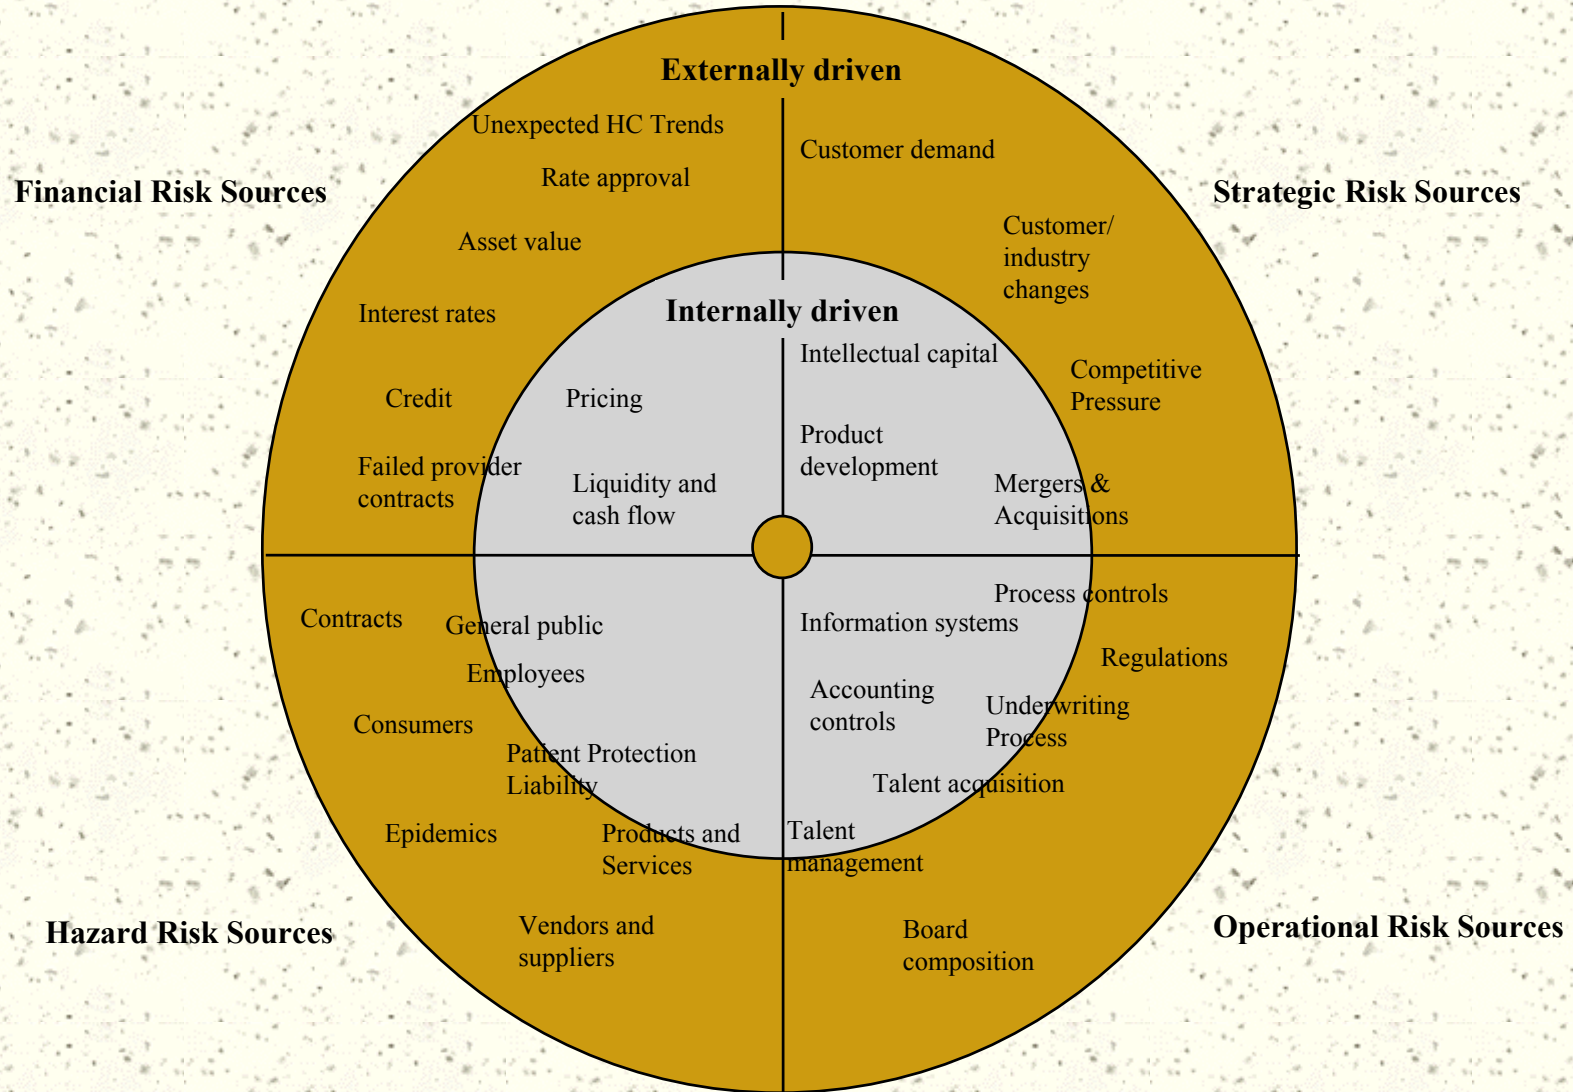 Externally driven
Unexpected HC Trends
Customer demand
Rate approval
Financial Risk Sources
Strategic Risk Sources
Asset value
Customer/
industry
changes
Interest rates
Internally driven
Intellectual capital
Competitive
Pressure
Credit
Pricing
Product
development
Failed provider
contracts
Liquidity and
cash flow
Mergers &
Acquisitions
Process controls
Contracts
General public
Information systems
Regulations
Employees
Accounting
controls
Underwriting
Process
Consumers
Patient Protection
Liability
Talent acquisition
Epidemics
Products and
Services
Talent
management
Hazard Risk Sources
Vendors and
suppliers
Board
composition
Operational Risk Sources